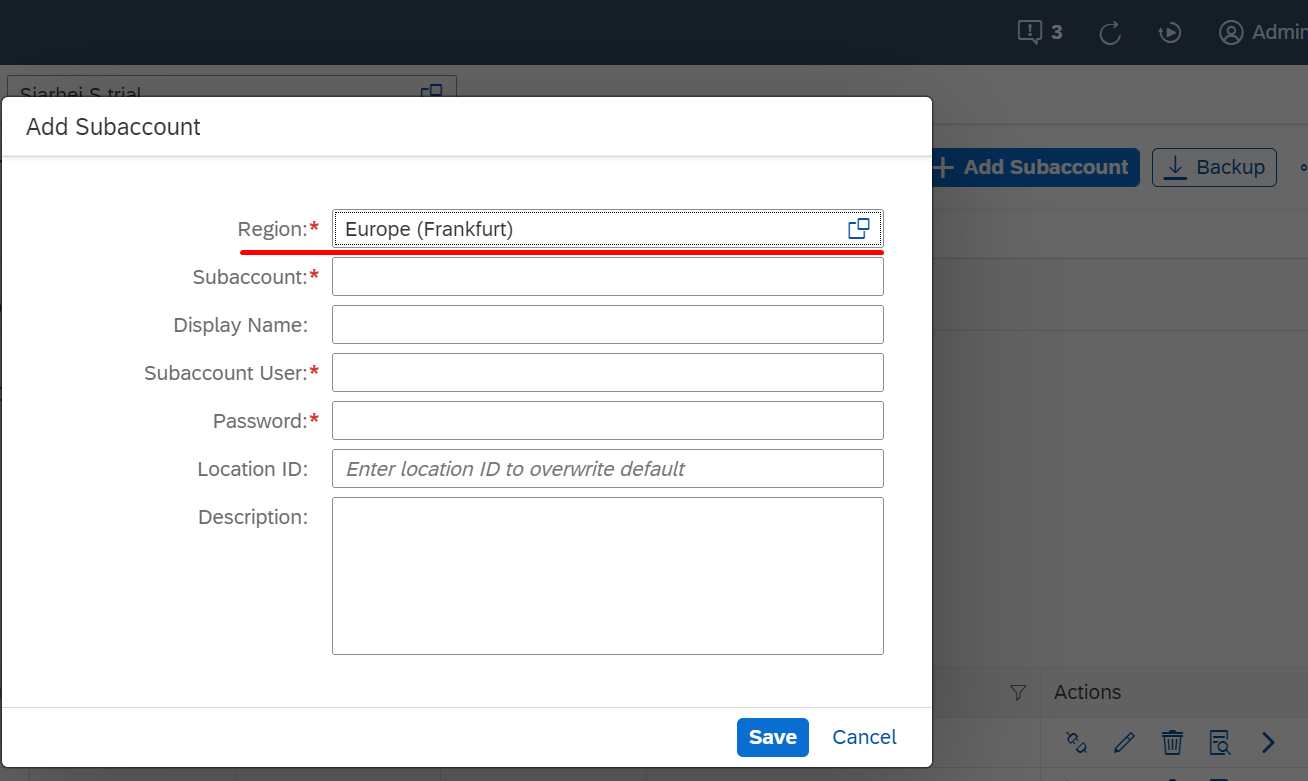 3
Admin
Siarhei S trial
Add Subaccount
+ Add Subaccount
Backup
Region:*
Europe (Frankfurt)
Subaccount:*
Display Name:
Subaccount User:*
Password:*
Location ID:
Enter location ID to overwrite default
Description:
Actions
Save
Cancel